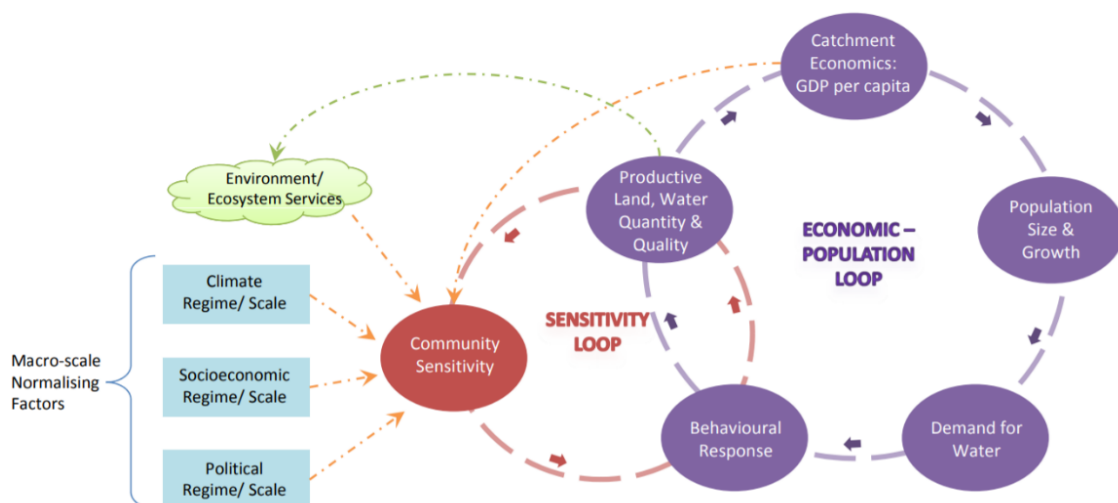 Catchment
Economics:
GDP per capita
Environment/
Ecosystem Services
Productive
Land, Water
Quantity &
Quality
ECONOMIC –
POPULATION
LOOP
Population
Size &
Growth
Macro-scale
Normalising
Factors
Climate
Regime/ Scale
Socioeconomic
Regime/ Scale
Political
Regime/ Scale
Community
Sensitivity
SENSITIVITY
LOOP
Behavioural
Response
Demand for
Water